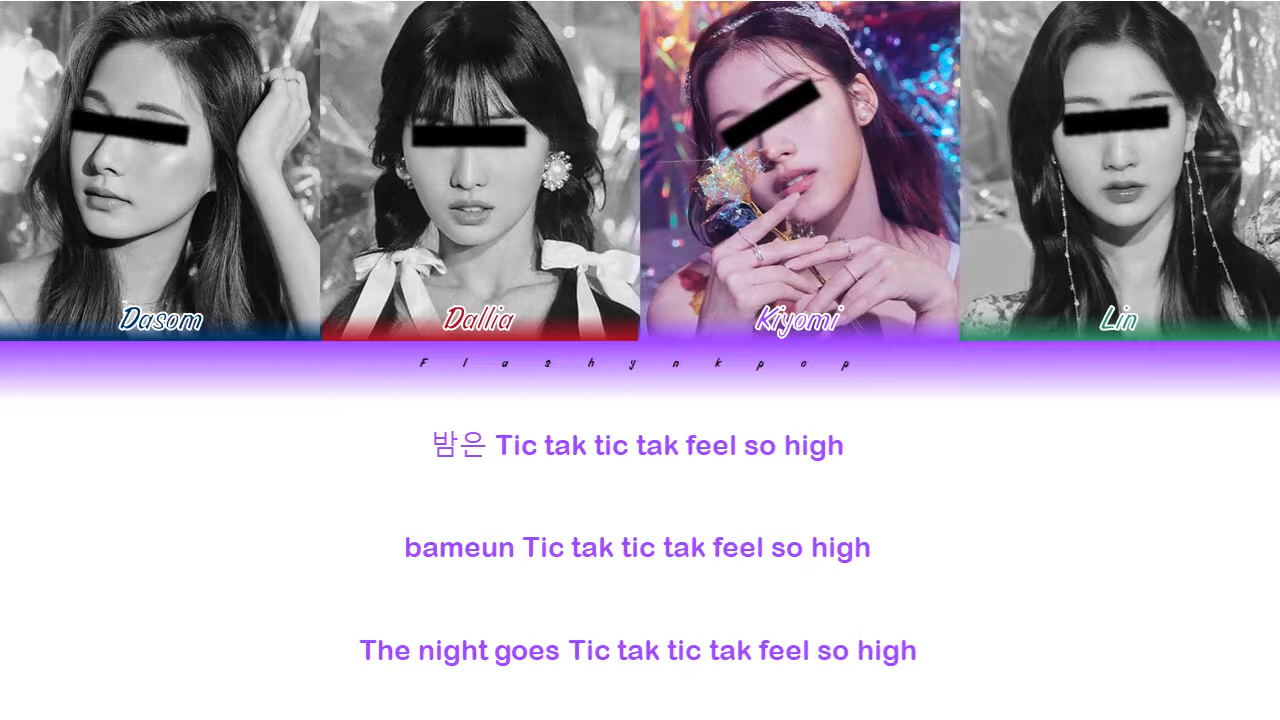 Dasom
Dallia
Kiyomi
Lin
Flashynkpop
밤은 Tic tak tic tak feel so high
bameun Tic tak tic tak feel so high
The night goes Tic tak tic tak feel so high